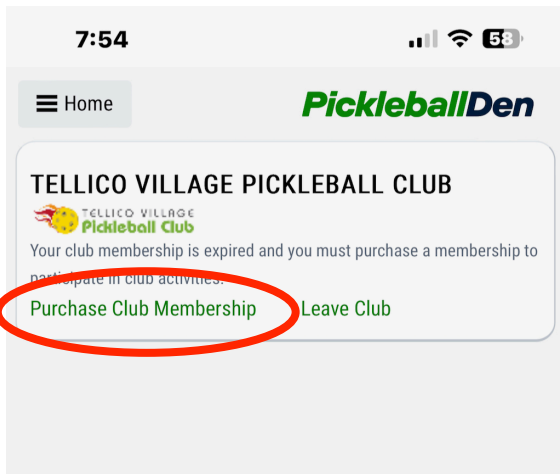 7:54
58
Home
PickleballDen
TELLICO VILLAGE PICKLEBALL CLUB
TELLICO VILLAGE
Pickleball Club
Your club membership is expired and you must purchase a membership to
participate in club activities.
Purchase Club Membership Leave Club